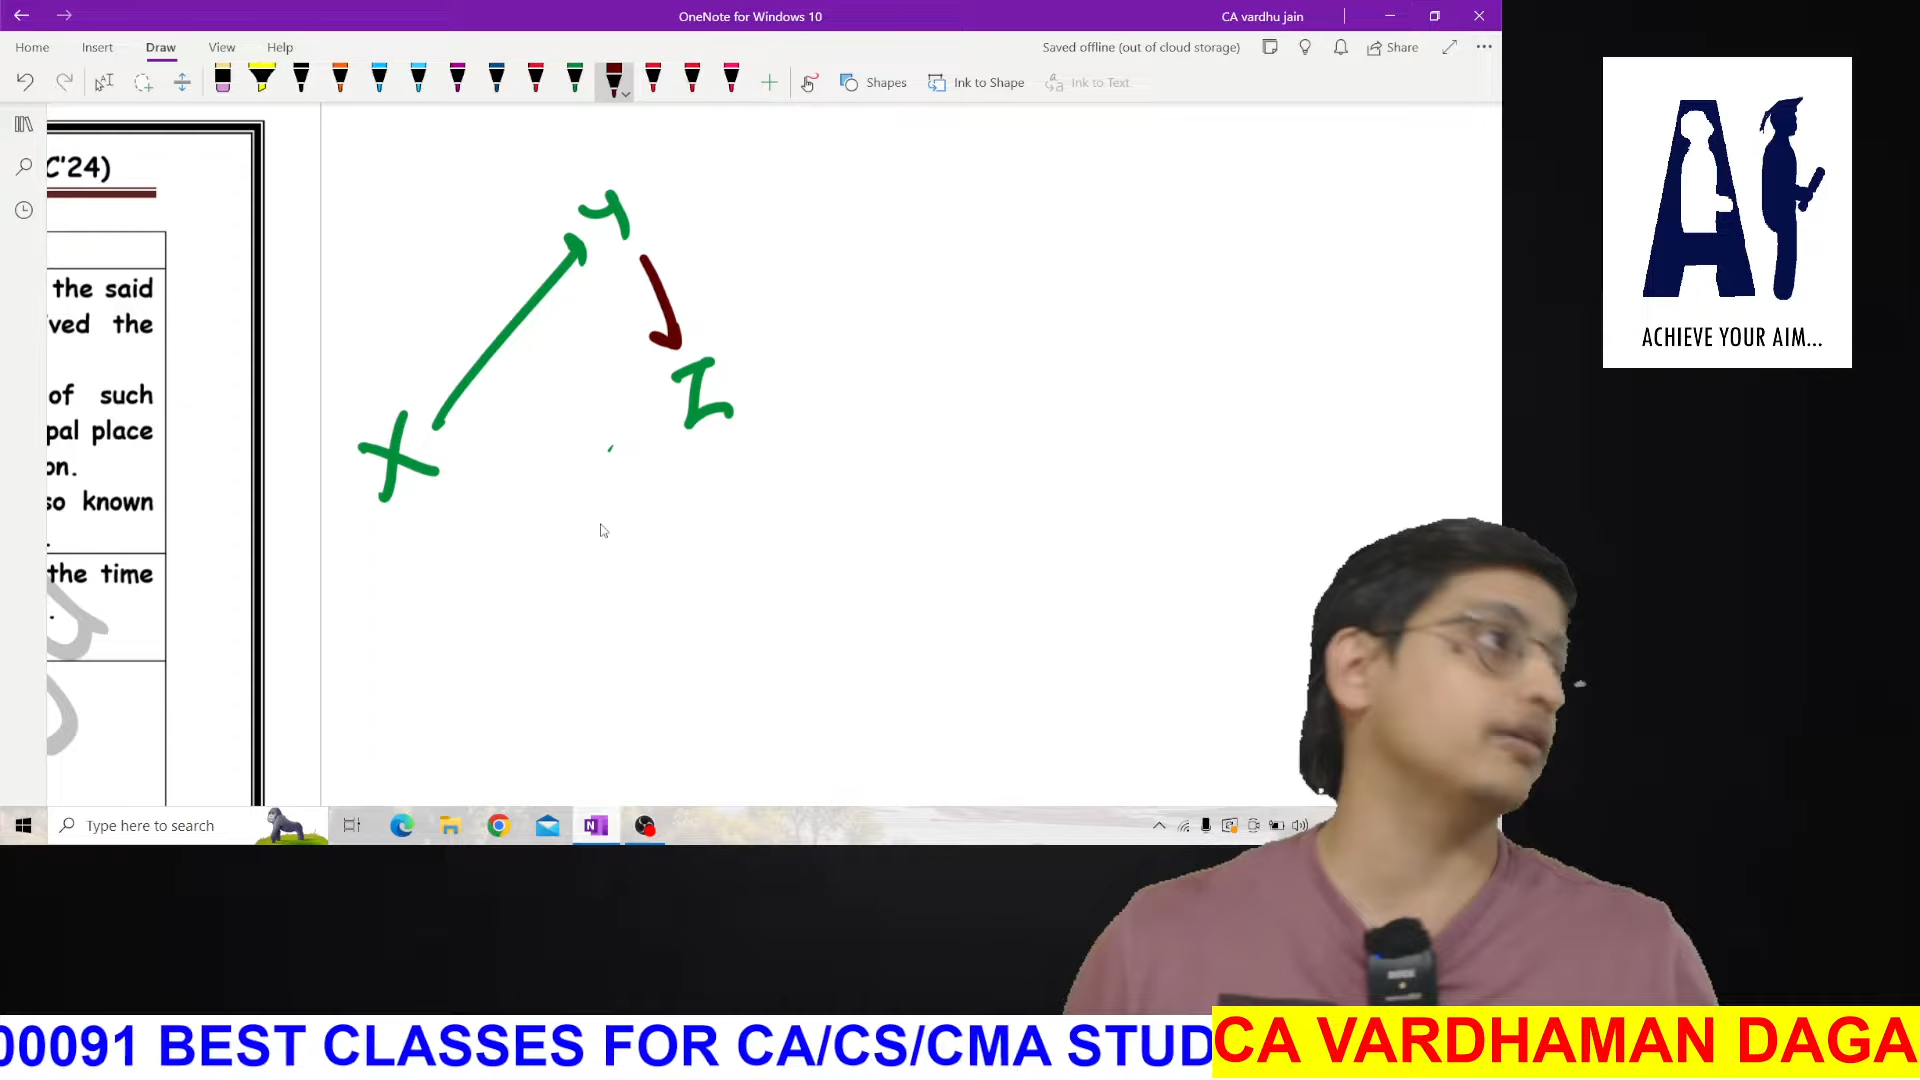 OneNote for Windows 10
CA vardhu jain
Home Insert Draw View Help
Saved offline (out of cloud storage)
Share
Shapes
Ink to Shape
Ink to Text
C'24)
the said
ved the
of such
pal place
on.
so known
.
the time
.
X
Y
Z
ACHIEVE YOUR AIM...
Type here to search
00091 BEST CLASSES FOR CA/CS/CMA STUD
CA VARDHAMAN DAGA